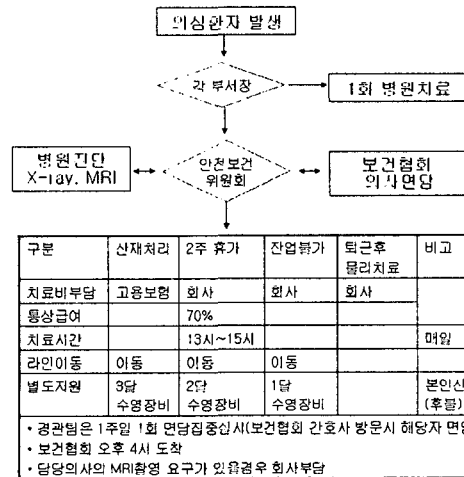 의심환자 발생
각 부서장
1회 병원치료
병원진단
X-ray, MRI
안전보건
위원회
보건협회
의사면담
구분 산재처리 2주 휴가 잔업불가 퇴근후 물리치료 비고
치료비부담 고용보험 회사 회사 회사
통상급여 70%
치료시간 13시~15시 매일
라인이동 이동 이동 이동
별도지원 3달 수영장비 2달 수영장비 1달 수영장비 본인신 (후불)
• 경관팀은 1주일 1회 면담집중실시(보건협회 간호사 방문시 해당자 면담
• 보건협회 오후 4시 도착
• 담당의사의 MRI촬영 요구가 있을경우 회사부담